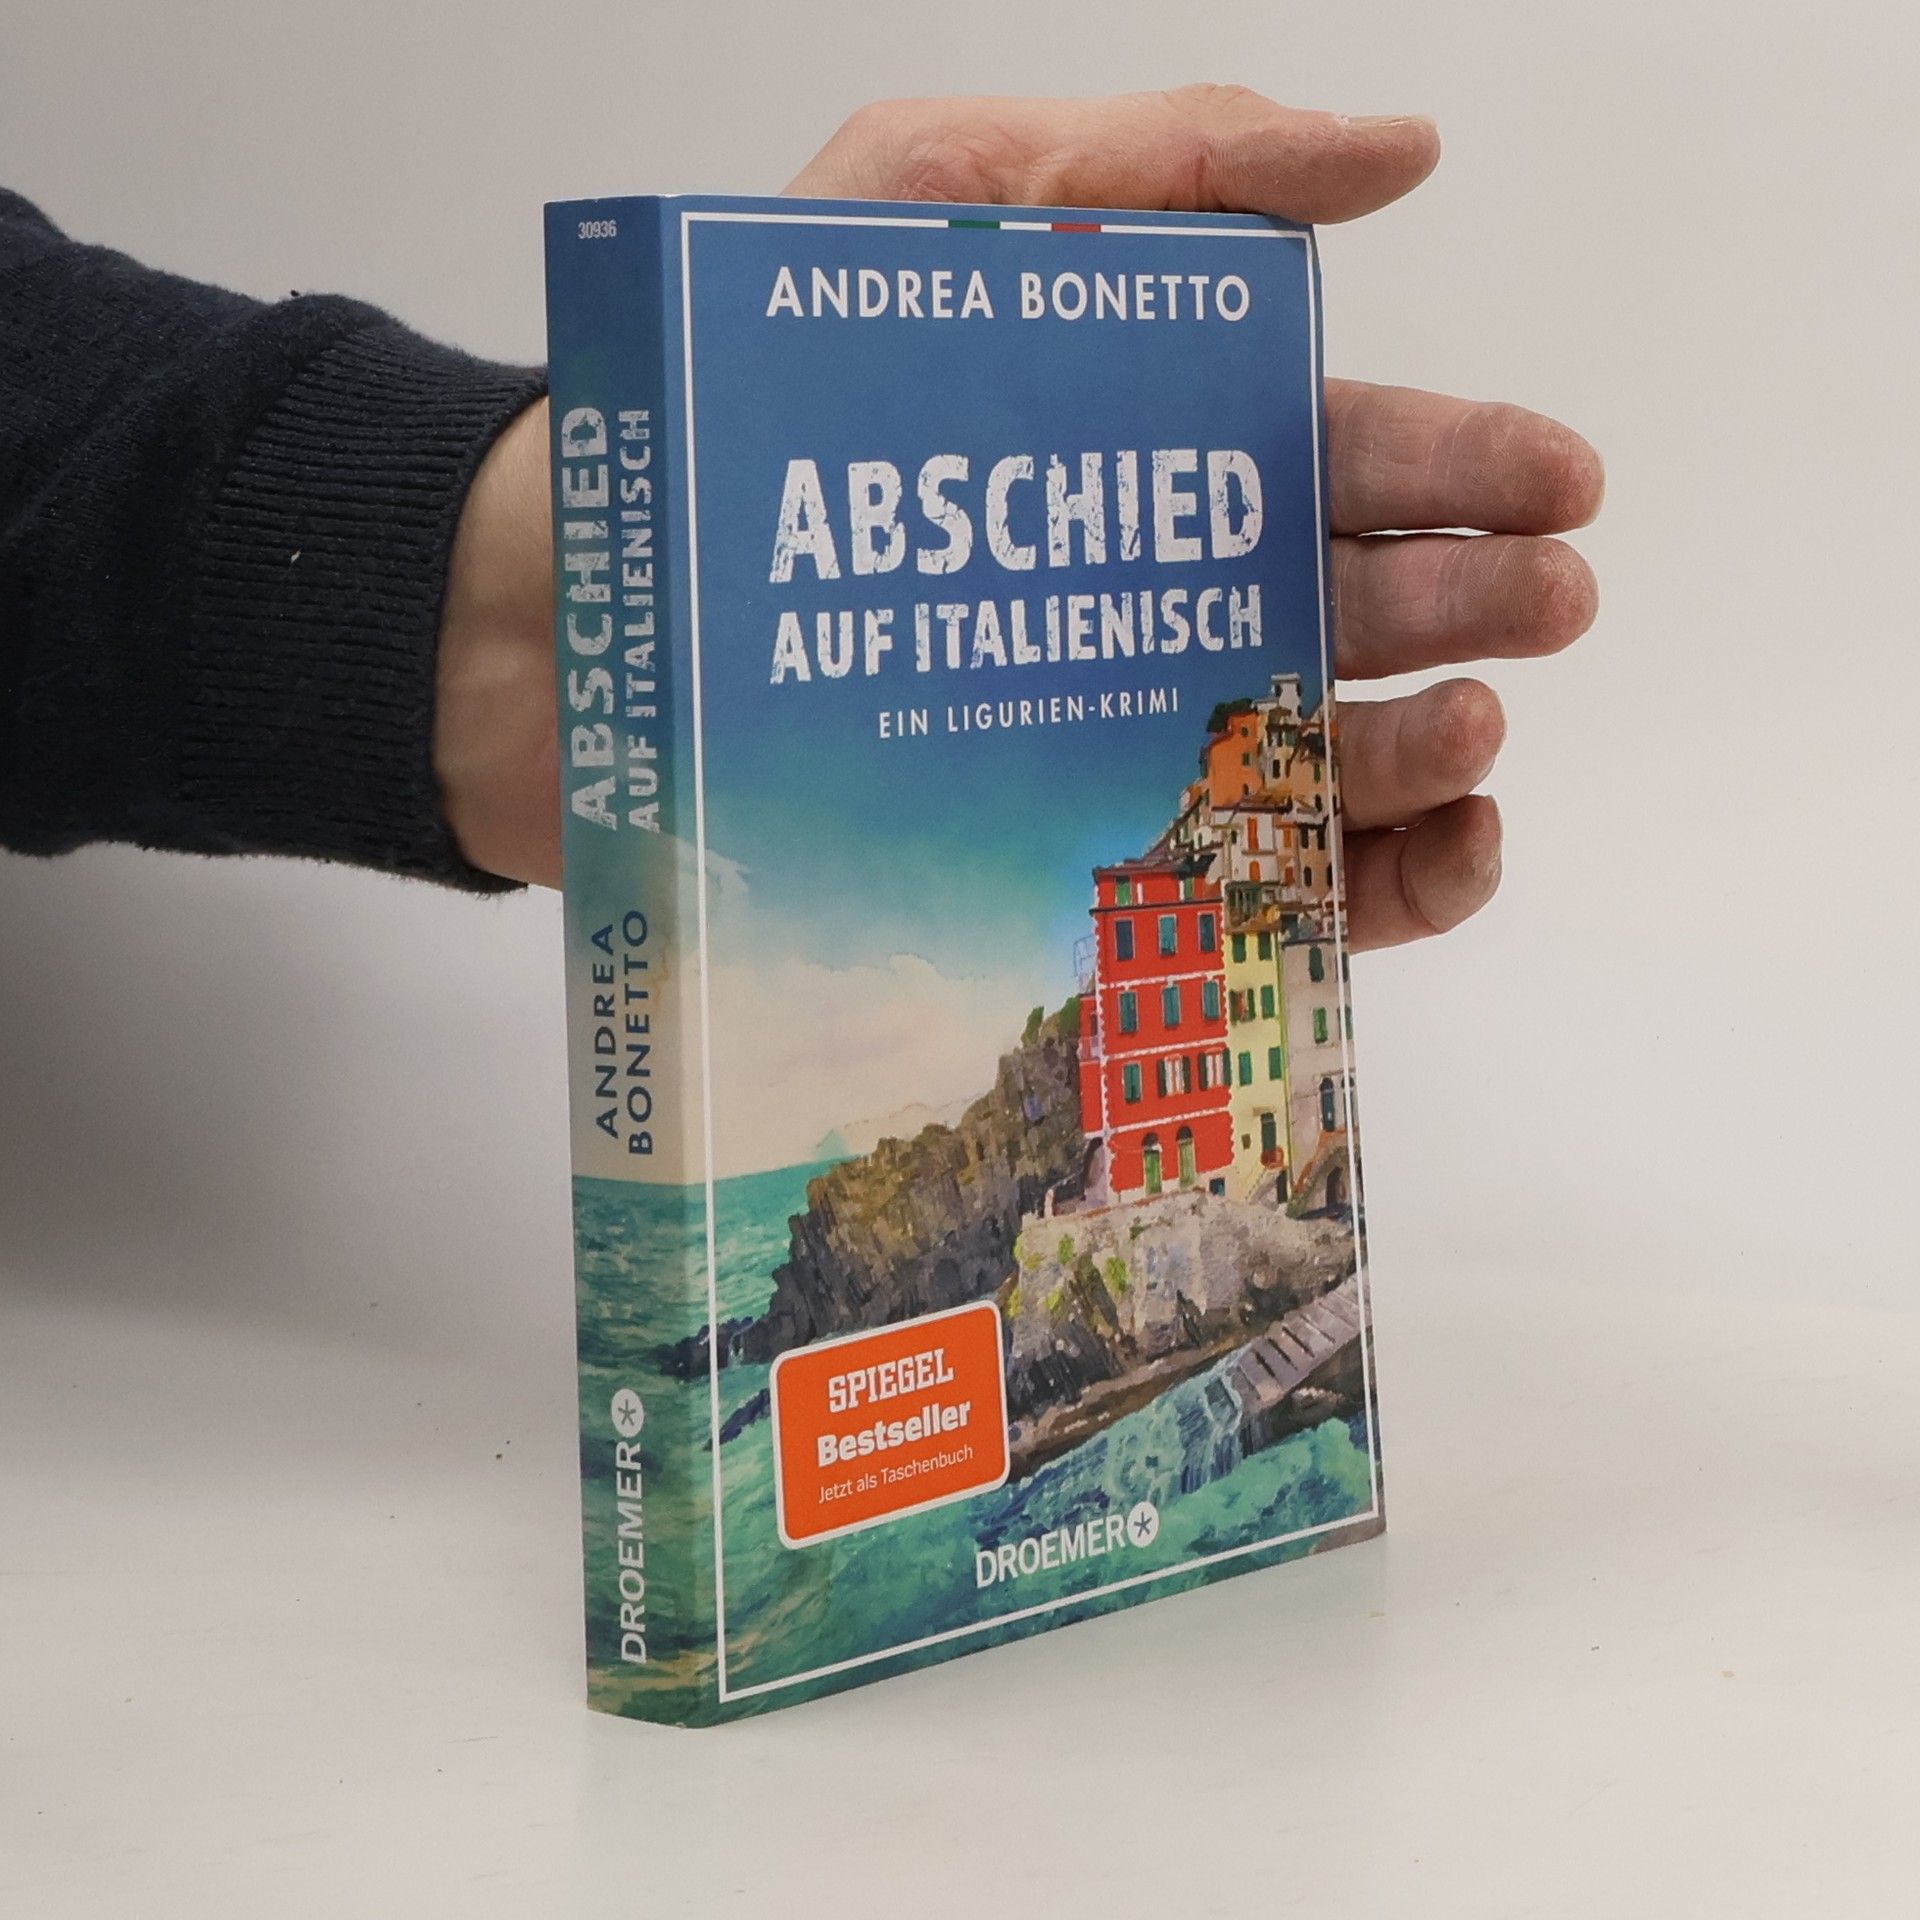 30936
ABSCHIED
AUF ITALIENISCH
ANDREA
BONETTO
DROEMER
ANDREA BONETTO
ABSCHIED
AUF ITALIENISCH
EIN LIGURIEN-KRIMI
SPIEGEL
Bestseller
Jetzt als Taschenbuch
DROEMER